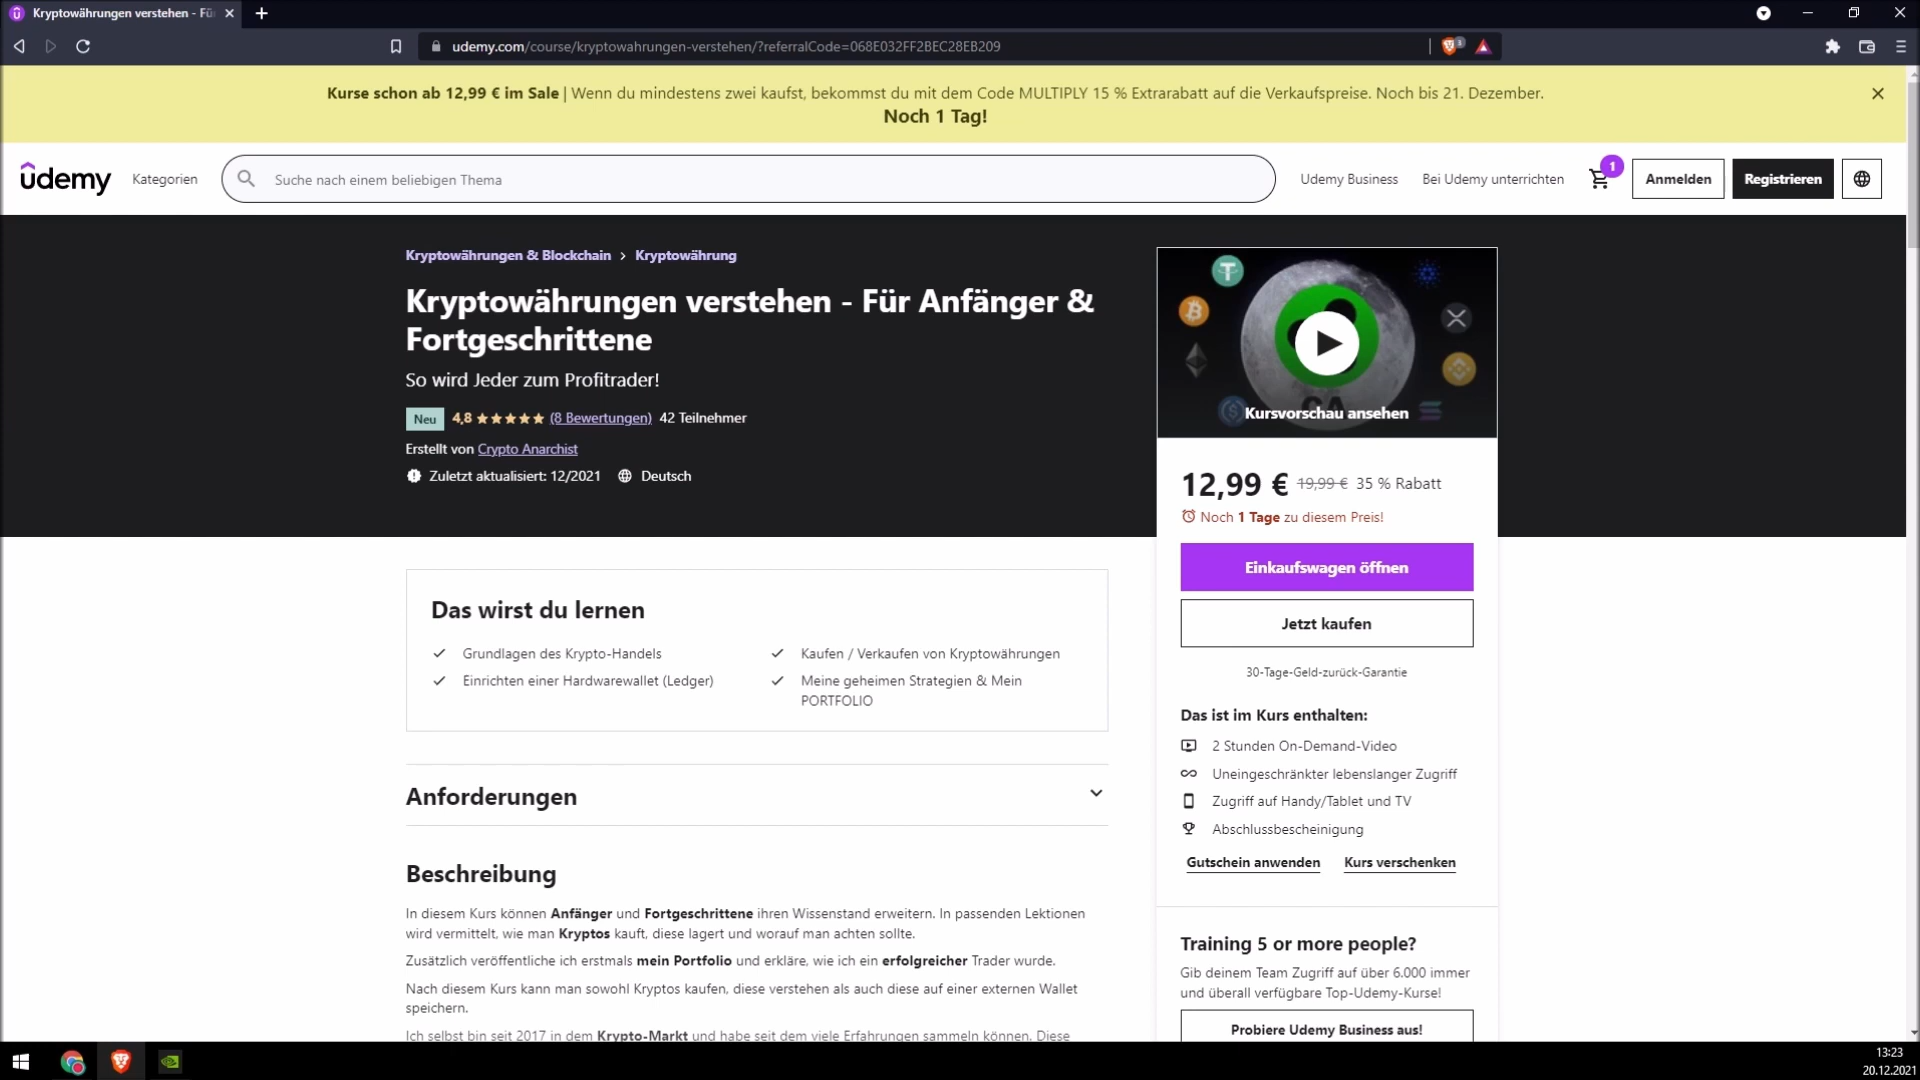 Kryptowährungen verstehen - Fü
udemy.com/course/kryptowahrungen-verstehen/?referralCode=068E032FF2BEC28EB209
1
Kurse schon ab 12,99 € im Sale | Wenn du mindestens zwei kaufst, bekommst du mit dem Code MULTIPLY 15 % Extrarabatt auf die Verkaufspreise. Noch bis 21. Dezember.
Noch 1 Tag!
udemy
Kategorien
Suche nach einem beliebigen Thema
Udemy Business
Bei Udemy unterrichten
1
Anmelden
Registrieren
Kryptowährungen & Blockchain > Kryptowährung
Kryptowährungen verstehen - Für Anfänger &
Fortgeschrittene
So wird Jeder zum Profitrader!
Neu 4,8 (8 Bewertungen) 42 Teilnehmer
Erstellt von Crypto Anarchist
Zuletzt aktualisiert: 12/2021 Deutsch
Kursvorschau ansehen
12,99 € 19,99 € 35 % Rabatt
Noch 1 Tage zu diesem Preis!
Einkaufswagen öffnen
Jetzt kaufen
30-Tage-Geld-zurück-Garantie
Das ist im Kurs enthalten:
2 Stunden On-Demand-Video
Uneingeschränkter lebenslanger Zugriff
Zugriff auf Handy/Tablet und TV
Abschlussbescheinigung
Gutschein anwenden
Kurs verschenken
Training 5 or more people?
Gib deinem Team Zugriff auf über 6.000 immer
und überall verfügbare Top-Udemy-Kurse!
Probiere Udemy Business aus!
Das wirst du lernen
Grundlagen des Krypto-Handels
Kaufen / Verkaufen von Kryptowährungen
Einrichten einer Hardwarewallet (Ledger)
Meine geheimen Strategien & Mein
PORTFOLIO
Anforderungen
Beschreibung
In diesem Kurs können Anfänger und Fortgeschrittene ihren Wissenstand erweitern. In passenden Lektionen
wird vermittelt, wie man Kryptos kauft, diese lagert und worauf man achten sollte.
Zusätzlich veröffentliche ich erstmals mein Portfolio und erkläre, wie ich ein erfolgreicher Trader wurde.
Nach diesem Kurs kann man sowohl Kryptos kaufen, diese verstehen als auch diese auf einer externen Wallet
speichern.
Ich selbst bin seit 2017 in dem Krypto-Markt und habe seit dem viele Erfahrungen sammeln können. Diese
13:23
20.12.2021